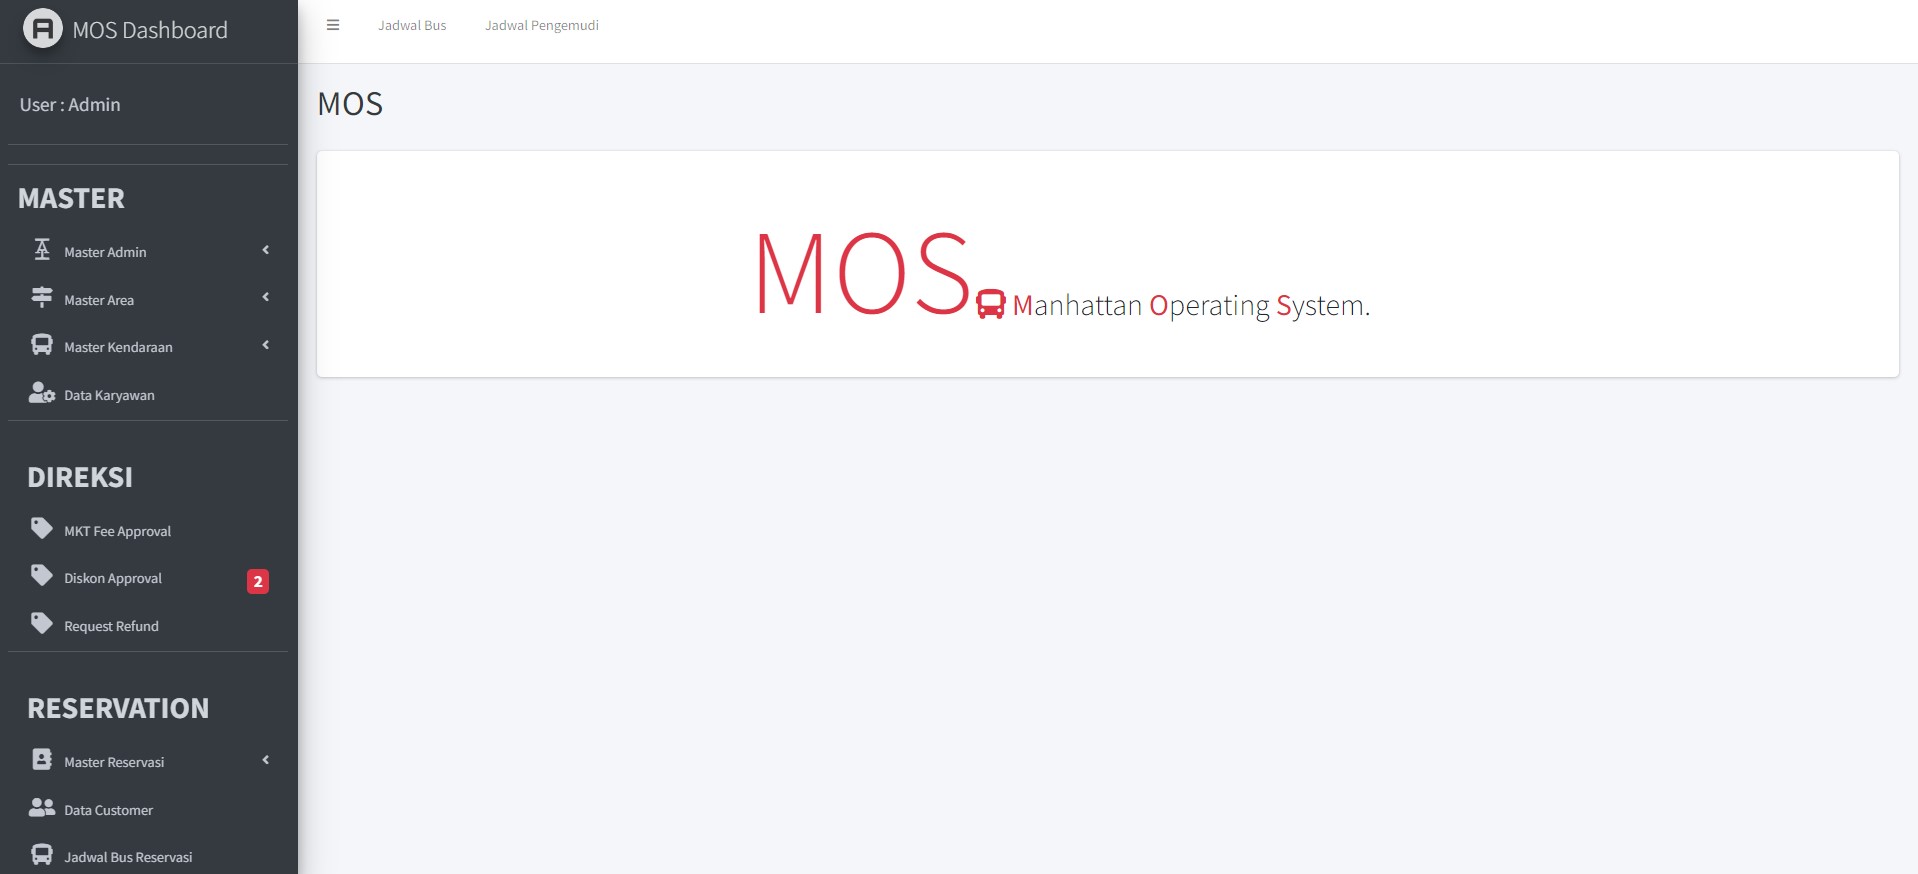 MOS Dashboard
User : Admin
MASTER
Master Admin
Master Area
Master Kendaraan
Data Karyawan
DIREKSI
MKT Fee Approval
Diskon Approval 2
Request Refund
RESERVATION
Master Reservasi
Data Customer
Jadwal Bus Reservasi
Jadwal Bus Jadwal Pengemudi
MOS
MOS Manhattan Operating System.